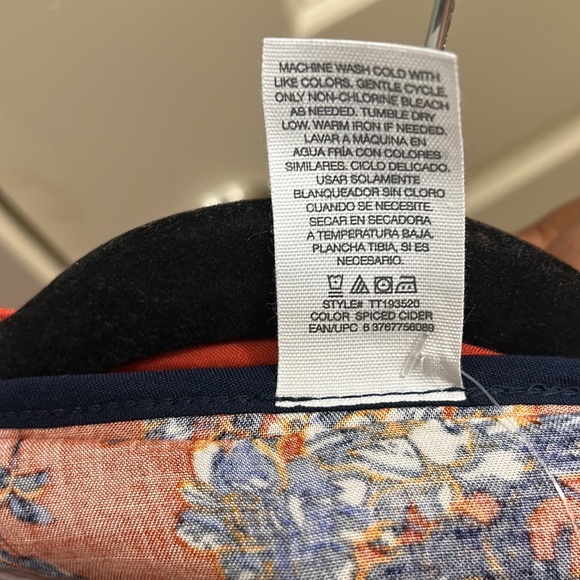 MACHINE WASH COLD WITH
LIKE COLORS, GENTLE CYCLE.
ONLY NON-CHLORINE BLEACH
AS NEEDED. TUMBLE DRY
LOW. WARM IRON IF NEEDED.
LAVAR A MÁQUINA EN
AGUA FRÍA CON COLORES
SIMILARES. CICLO DELICADO.
USAR SOLAMENTE
BLANQUEADOR SIN CLORO
CUANDO SE NECESITE.
SECAR EN SECADORA
A TEMPERATURA BAJA.
PLANCHA TIBIA, SI ES
NECESARIO.
STYLE# TT193520
COLOR SPICED CIDER
EAN/UPC 6 3767756089